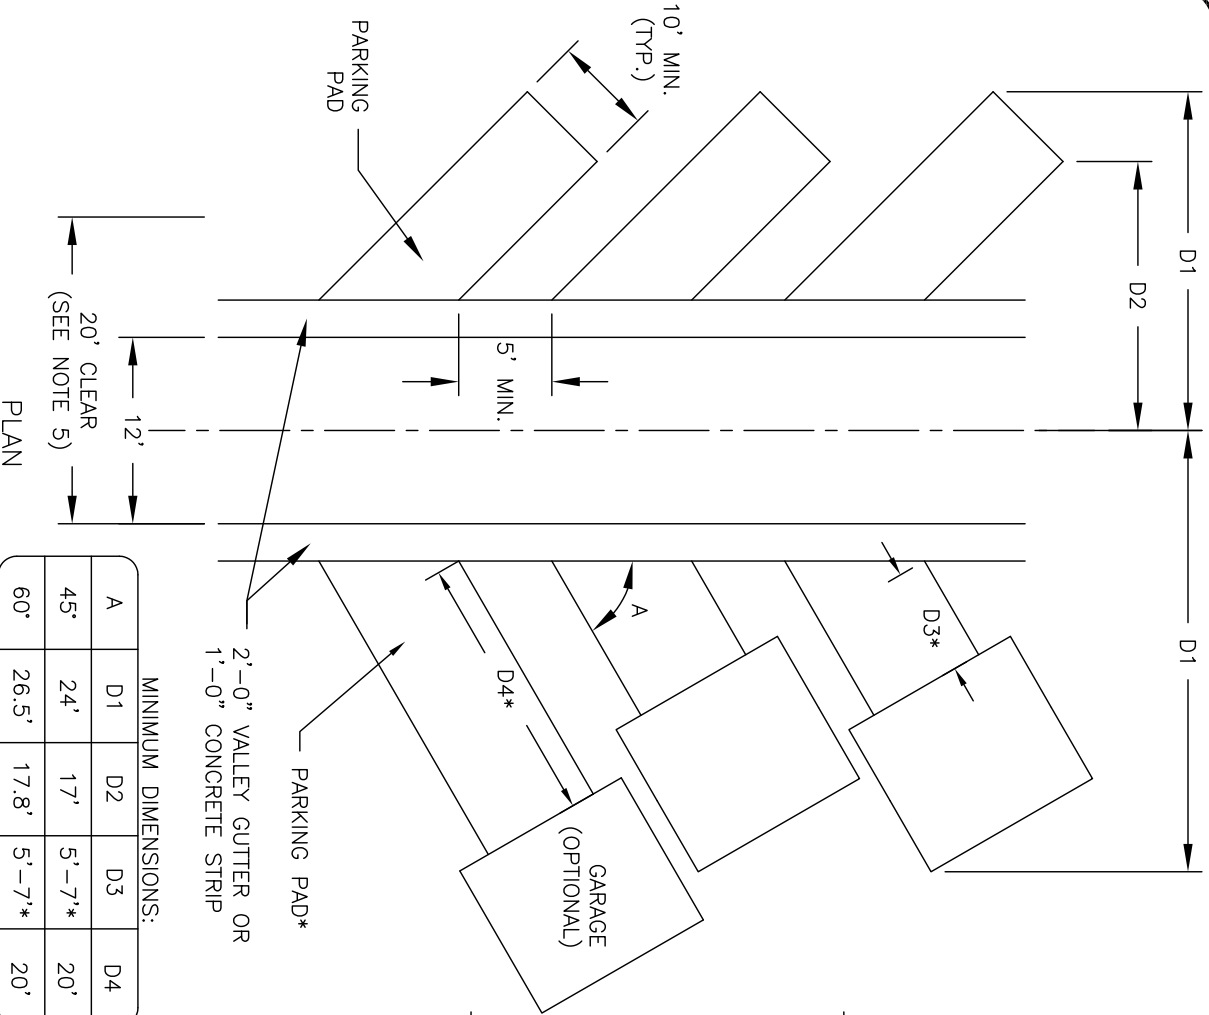 10' MIN.
(TYP.)
PARKING
PAD
D1
D2
D1
5' MIN.
20' CLEAR
(SEE NOTE 5)
12'
PLAN
A
D3*
D4*
PARKING PAD*
2'-0" VALLEY GUTTER OR
1'-0" CONCRETE STRIP
GARAGE
(OPTIONAL)
MINIMUM DIMENSIONS:
A D1 D2 D3 D4
45° 24' 17' 5'-7'* 20'
60° 26.5' 17.8' 5'-7'* 20'